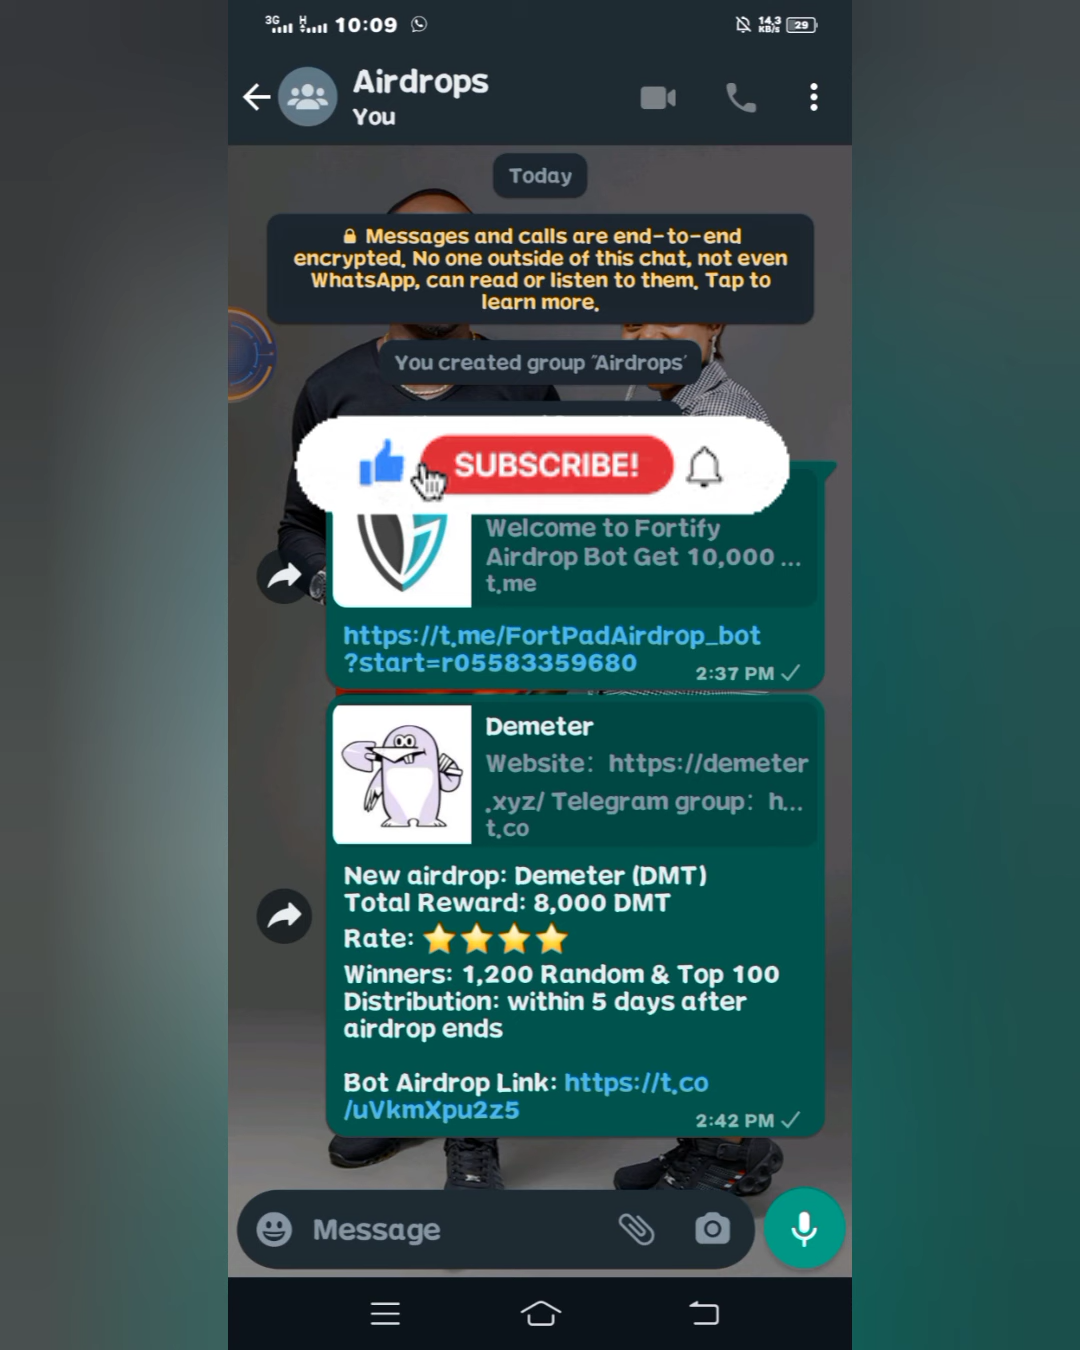 3G H 10:09 14.3 KB/s 29
Airdrops
You
Today
Messages and calls are end-to-end
encrypted. No one outside of this chat, not even
WhatsApp, can read or listen to them. Tap to
learn more.
You created group "Airdrops"
SUBSCRIBE!
Welcome to Fortify
Airdrop Bot Get 10,000 ...
t.me
https://t.me/FortPadAirdrop_bot
?start=r05583359680
2:37 PM
Demeter
Website: https://demeter
.xyz/ Telegram group: h...
t.co
New airdrop: Demeter (DMT)
Total Reward: 8,000 DMT
Rate: ⭐⭐⭐⭐
Winners: 1,200 Random & Top 100
Distribution: within 5 days after
airdrop ends
Bot Airdrop Link: https://t.co
/uVkmXpu2z5
2:42 PM
Message